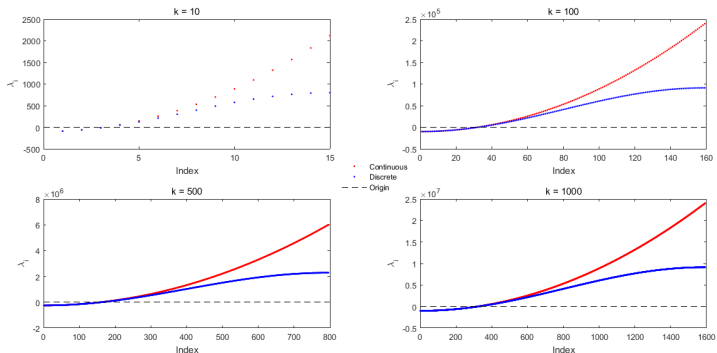 k = 10
2500
2000
1500
1000
500
0
-500
0 5 10 15
Index
λi
k = 100
×10^5
2.5
2
1.5
1
0.5
0
-0.5
0 20 40 60 80 100 120 140 160
Index
λi
Continuous
Discrete
Origin
k = 500
×10^6
8
6
4
2
0
-2
0 100 200 300 400 500 600 700 800
Index
λi
k = 1000
×10^7
2.5
2
1.5
1
0.5
0
-0.5
0 200 400 600 800 1000 1200 1400 1600
Index
λi